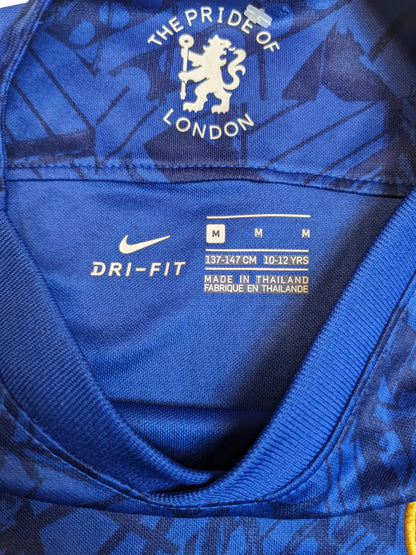 THE PRIDE OF
LONDON
DRI-FIT
M M M
137-147 CM 10-12 YRS
MADE IN THAILAND
FABRIQUE EN THAILANDE